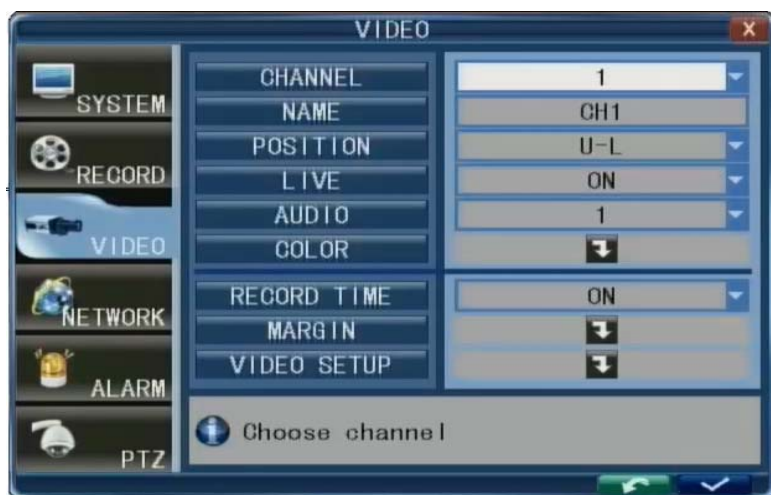 VIDEO
X
SYSTEM
RECORD
VIDEO
NETWORK
ALARM
PTZ
CHANNEL 1
NAME CH1
POSITION U-L
LIVE ON
AUDIO 1
COLOR
RECORD TIME ON
MARGIN
VIDEO SETUP
Choose channel